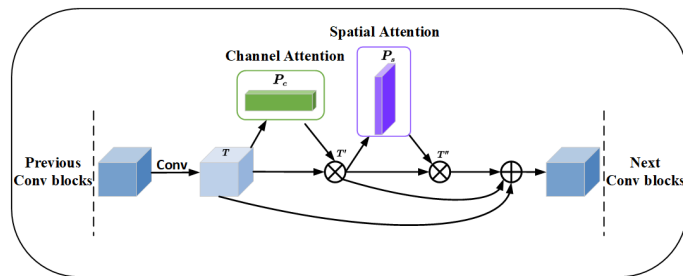 Spatial Attention
Channel Attention
P_s
P_c
Previous
Conv blocks
Conv
T
T'
T''
Next
Conv blocks